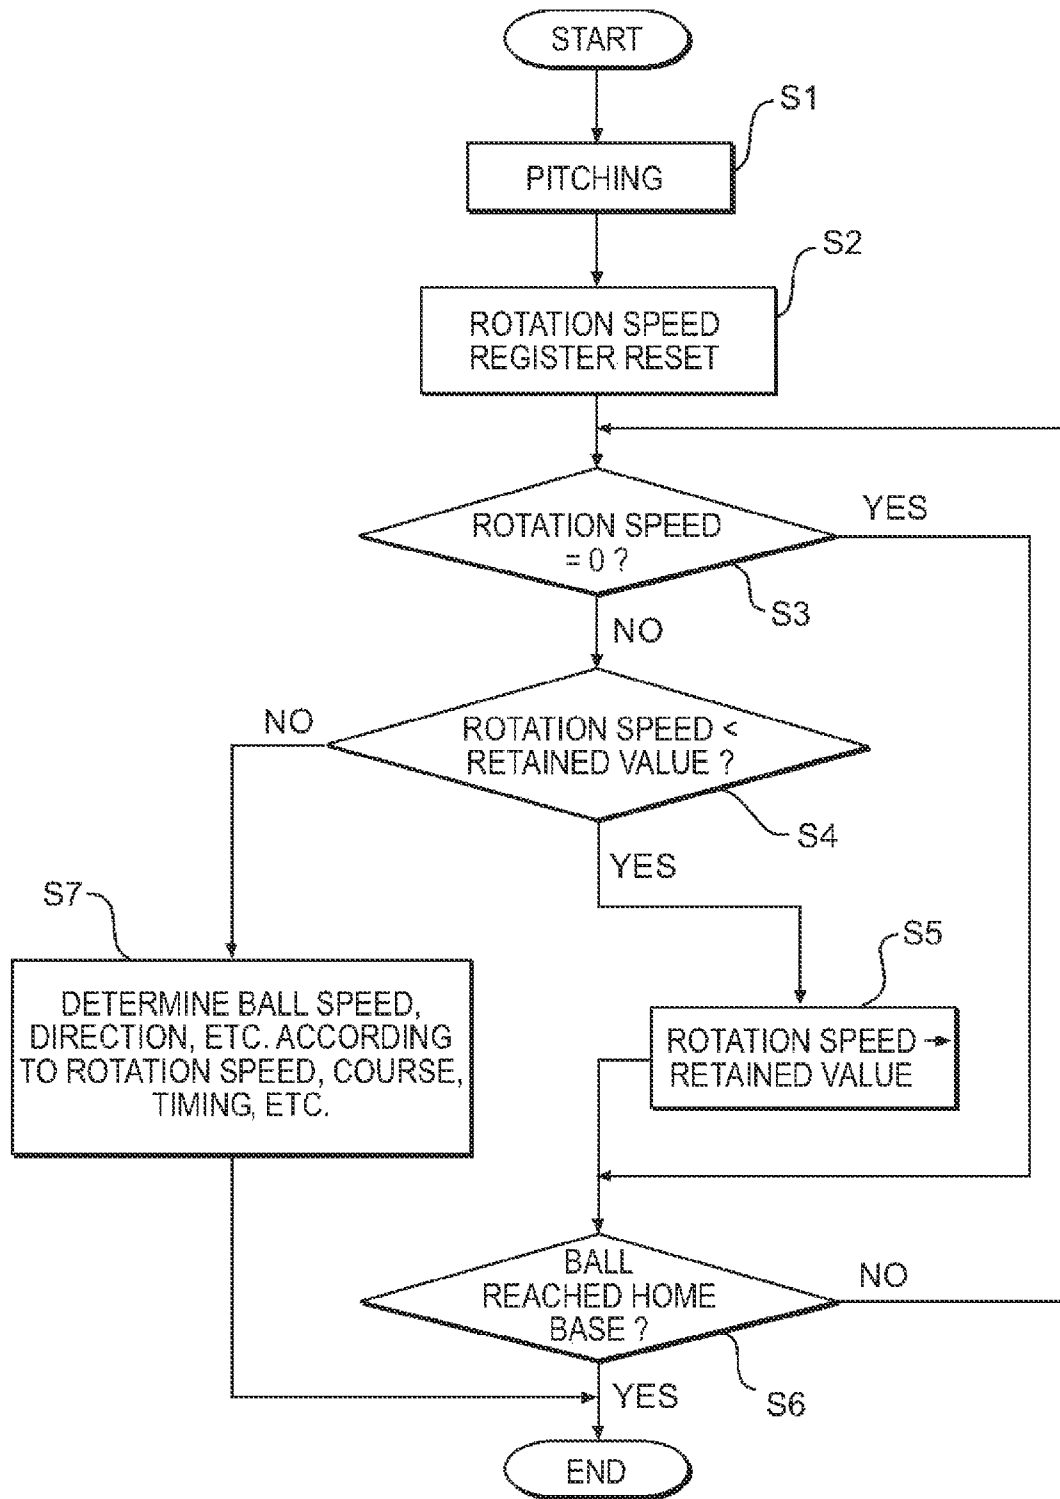 START
S1
PITCHING
S2
ROTATION SPEED
REGISTER RESET
ROTATION SPEED
= 0 ?
YES
S3
NO
ROTATION SPEED <
RETAINED VALUE ?
NO
S4
YES
S7
DETERMINE BALL SPEED,
DIRECTION, ETC. ACCORDING
TO ROTATION SPEED, COURSE,
TIMING, ETC.
S5
ROTATION SPEED →
RETAINED VALUE
BALL
REACHED HOME
BASE ?
NO
S6
YES
END